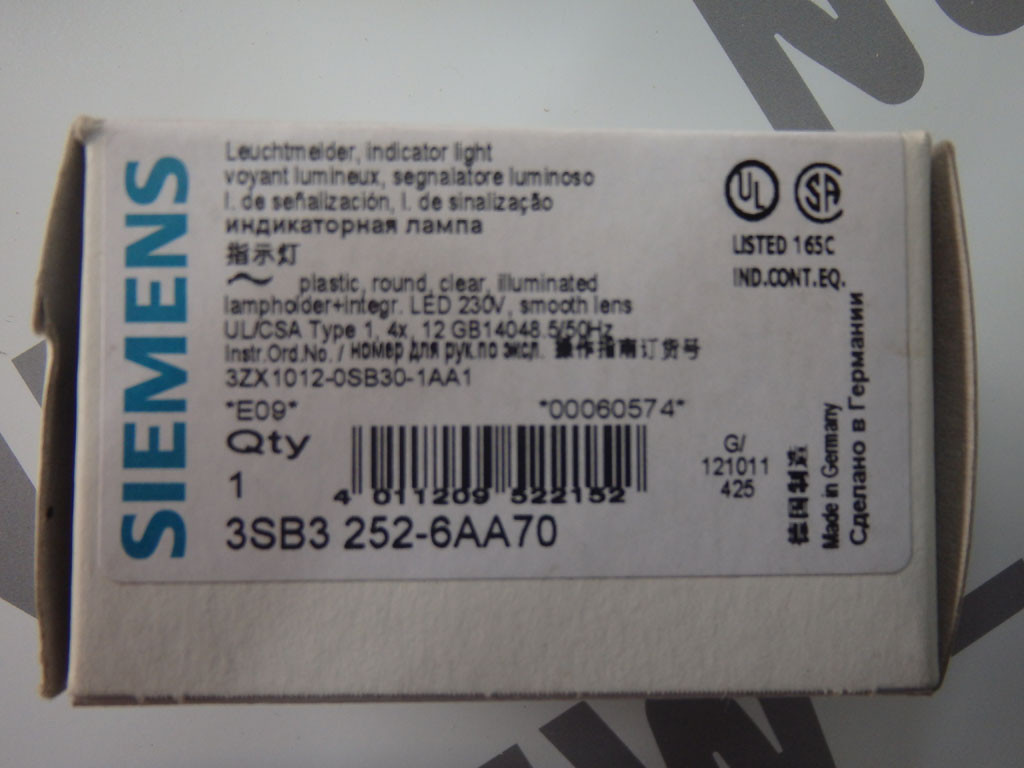 SIEMENS
Leuchtmelder, indicator light
voyant lumineux, segnalatore luminoso
l. de señalización, l. de sinalização
индикаторная лампа
指示灯
plastic, round, clear, illuminated
lampholder+integr. LED 230V, smooth lens
UL/CSA Type 1, 4x, 12 GB14048.5/50Hz
Instr.Ord.No. / номер для рук.по эксл. 操作指南订货号
3ZX1012-0SB30-1AA1
*E09* *00060574*
Qty
1
4 011209 522152
3SB3 252-6AA70
UL SA
LISTED 165C
IND.CONT.EQ.
G/
121011
425
德国制造
Made in Germany
Сделано в Германии